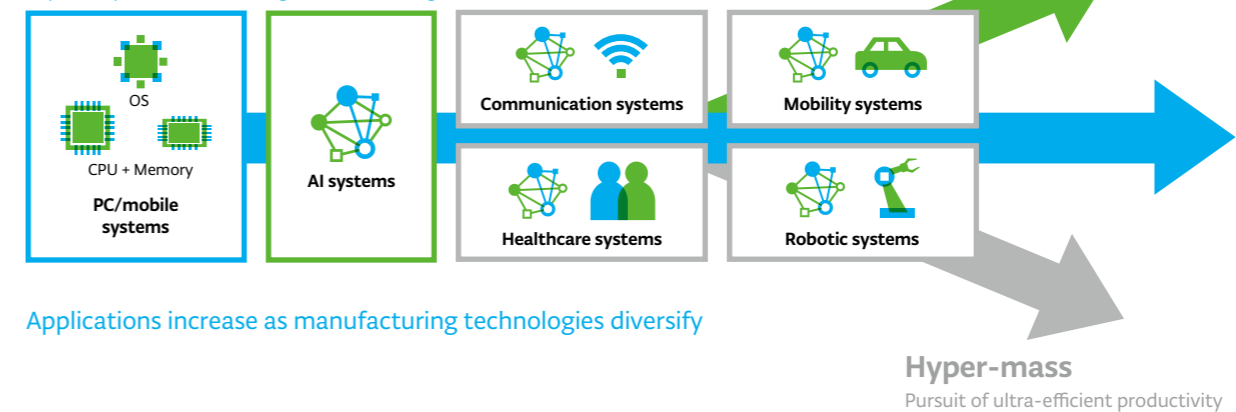 OS
CPU + Memory
PC/mobile
systems
AI systems
Communication systems
Mobility systems
Healthcare systems
Robotic systems
Applications increase as manufacturing technologies diversify
Hyper-mass
Pursuit of ultra-efficient productivity